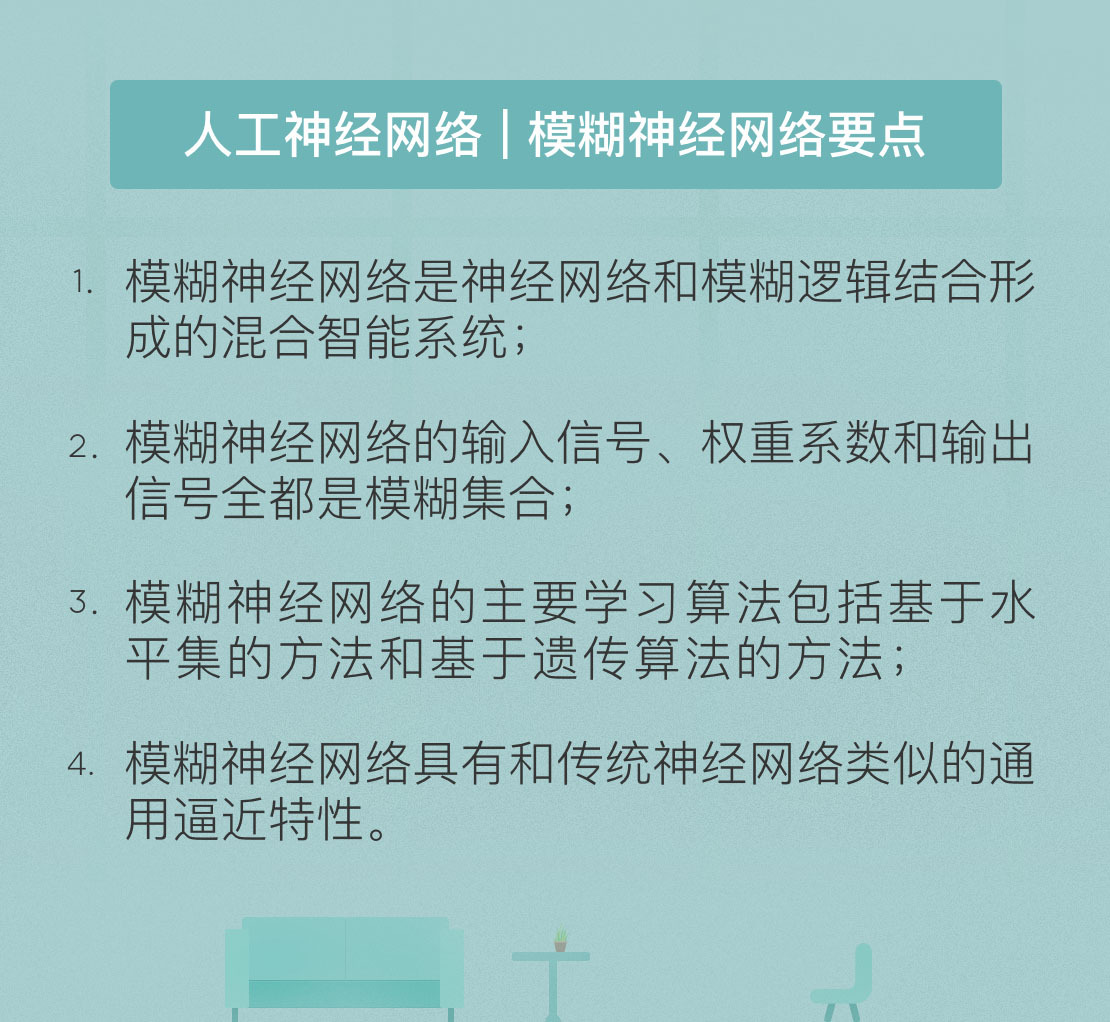 人工神经网络 | 模糊神经网络要点
1. 模糊神经网络是神经网络和模糊逻辑结合形
成的混合智能系统；
2. 模糊神经网络的输入信号、权重系数和输出
信号全都是模糊集合；
3. 模糊神经网络的主要学习算法包括基于水
平集的方法和基于遗传算法的方法；
4. 模糊神经网络具有和传统神经网络类似的通
用逼近特性。